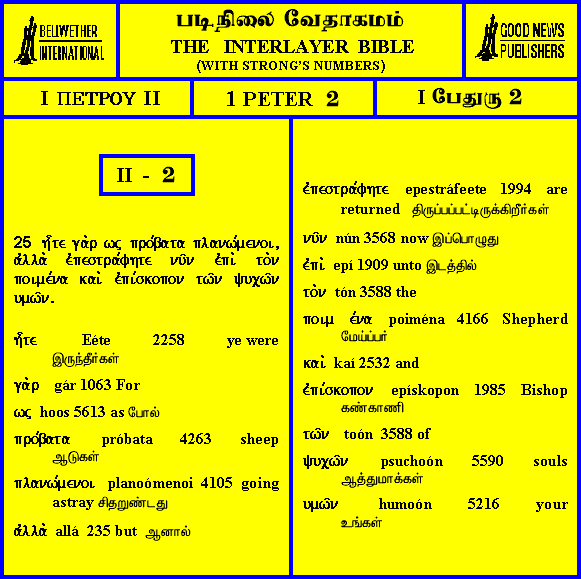 BELIWETHER
INTERNATIONAL
படிநிலை வேதாகமம்
THE INTERLAYER BIBLE
(WITH STRONG'S NUMBERS)
GOOD NEWS
PUBLISHERS
I ΠΕΤΡΟΥ II
1 PETER 2
I பேதுரு 2
II - 2
25 ἦτε γὰρ ως πρόβατα πλανώμενοι,
ἀλλὰ ἐπεστράφητε νῦν ἐπὶ τὸν
ποιμένα καὶ ἐπίσκοπον τῶν ψυχῶν
υμῶν.
ἦτε Eéte 2258 ye were
இருந்தீர்கள்
γὰρ gár 1063 For
ως hoos 5613 as போல்
πρόβατα próbata 4263 sheep
ஆடுகள்
πλανώμενοι planoómenoi 4105 going
astray சிதறுண்டது
ἀλλὰ allá 235 but ஆனால்
ἐπεστράφητε epestráfeete 1994 are
returned திருப்பப்பட்டிருக்கிறீர்கள்
νῦν nún 3568 now இப்பொழுது
ἐπὶ epí 1909 unto இடத்தில்
τὸν tón 3588 the
ποιμ ένα poiména 4166 Shepherd
மேய்ப்பர்
καὶ kaí 2532 and
ἐπίσκοπον epískopon 1985 Bishop
கண்காணி
τῶν toón 3588 of
ψυχῶν psuchoón 5590 souls
ஆத்துமாக்கள்
υμῶν humoón 5216 your
உங்கள்